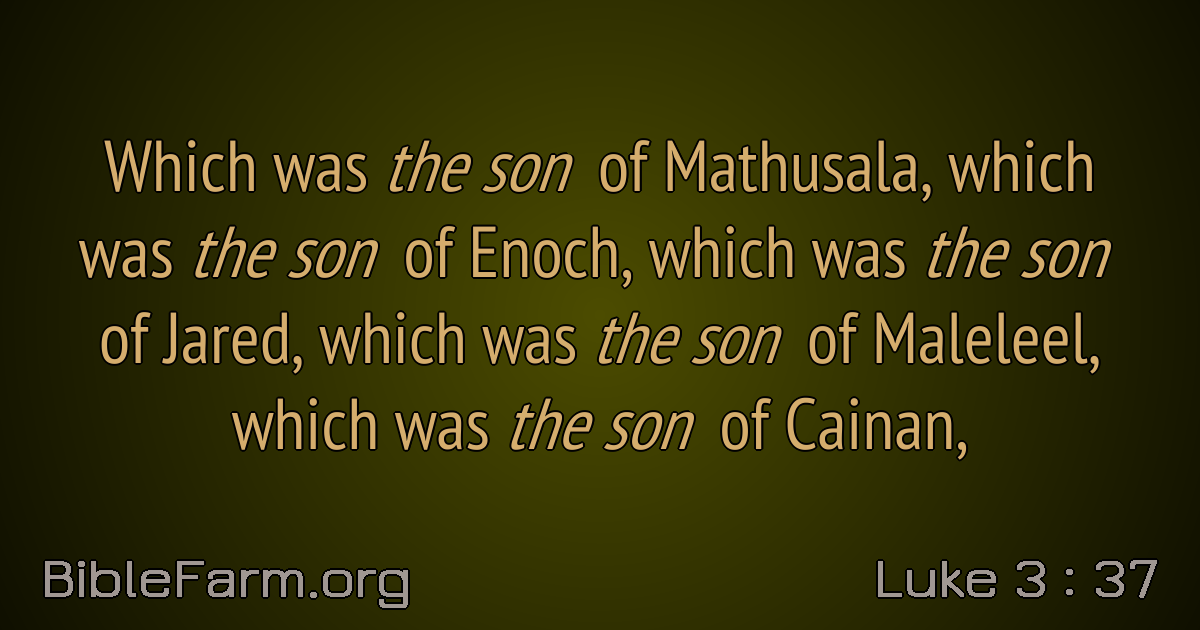 Which was the son of Mathusala, which
was the son of Enoch, which was the son
of Jared, which was the son of Maleleel,
which was the son of Cainan,
BibleFarm.org
Luke 3 : 37